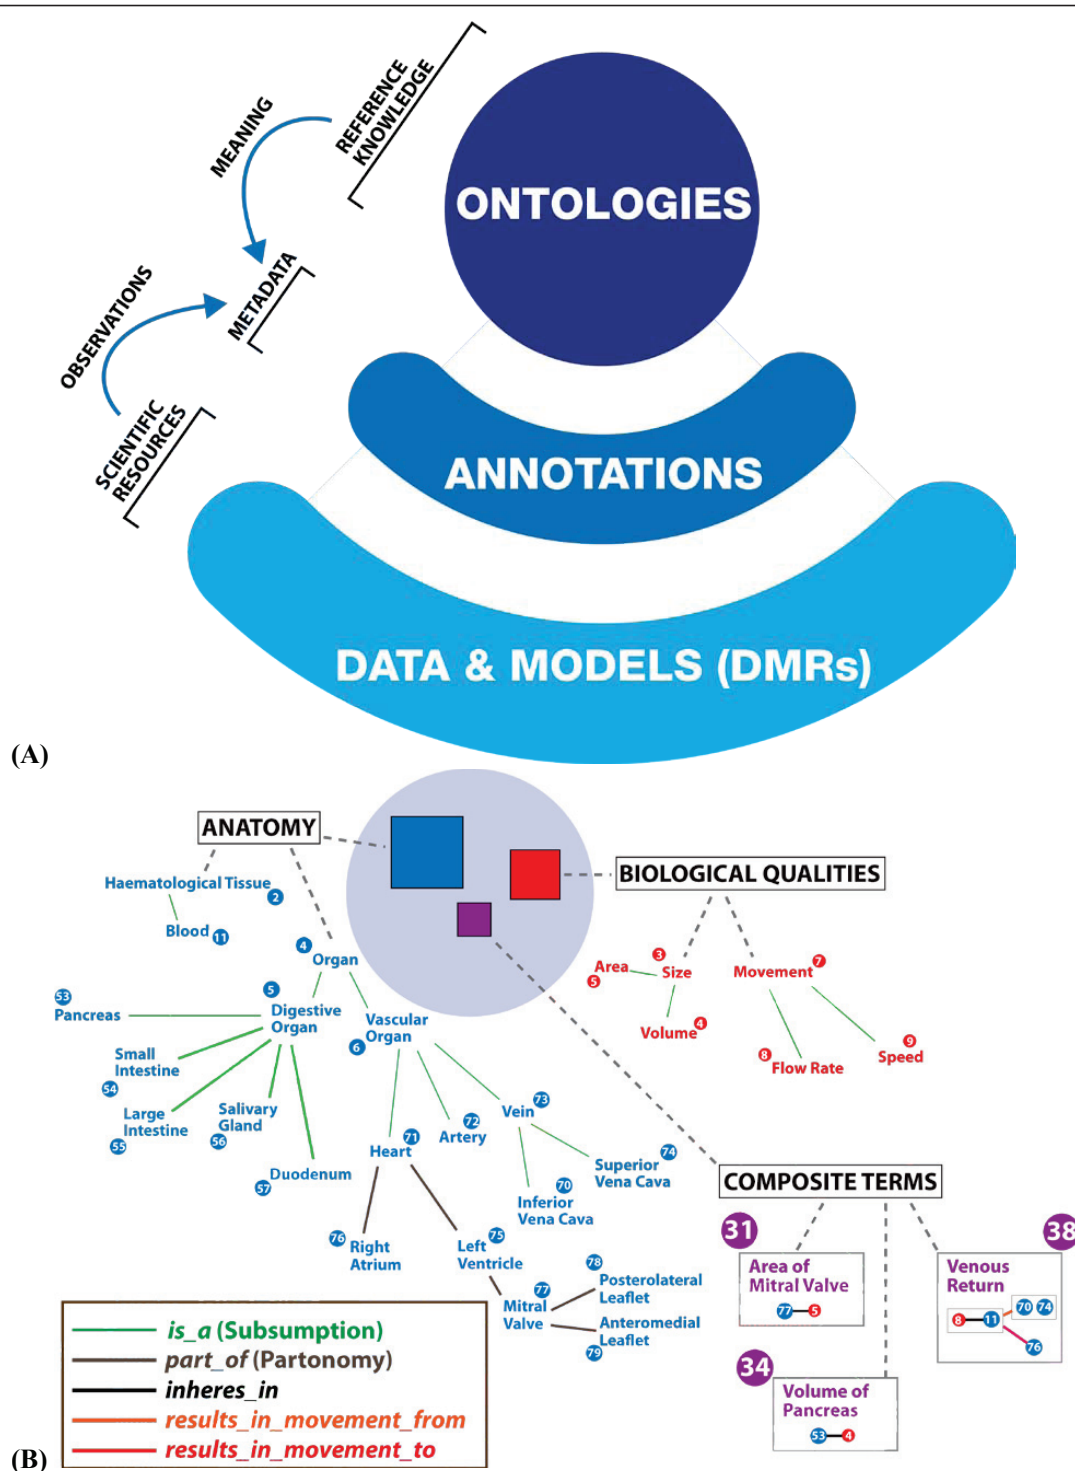 REFERENCE
KNOWLEDGE
MEANING
METADATA
OBSERVATIONS
SCIENTIFIC
RESOURCES
ONTOLOGIES
ANNOTATIONS
DATA & MODELS (DMRs)
(A)
ANATOMY
Haematological Tissue
2
Blood
11
4
Organ
5
Digestive
Organ
53
Pancreas
Small
Intestine
54
Large
Intestine
55
Salivary
Gland
56
Duodenum
57
Vascular
Organ
6
71
Heart
72
Artery
73
Vein
74
Superior
Vena Cava
70
Inferior
Vena Cava
76
Right
Atrium
75
Left
Ventricle
77
Mitral
Valve
78
Posterolateral
Leaflet
Anteromedial
Leaflet
79
BIOLOGICAL QUALITIES
Area
5
3
Size
Volume
4
Movement
7
8
Flow Rate
9
Speed
COMPOSITE TERMS
31
Area of
Mitral Valve
77 5
34
Volume of
Pancreas
53 4
38
Venous
Return
8 11 70 74
76
is_a (Subsumption)
part_of (Partonomy)
inheres_in
results_in_movement_from
results_in_movement_to
(B)